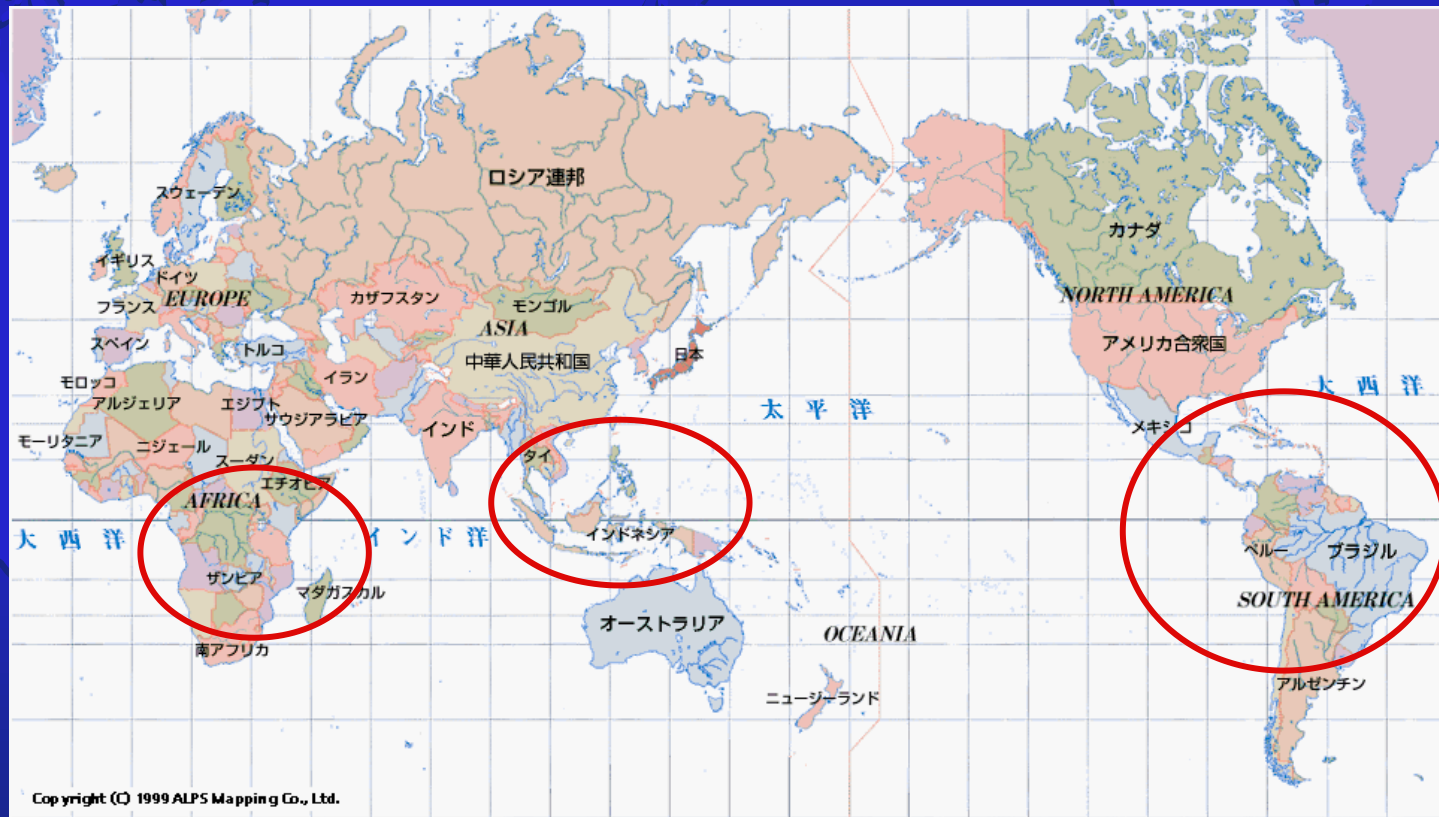 ロシア連邦
スウェーデン
カナダ
イギリス
ドイツ
フランス
EUROPE
カザフスタン
モンゴル
NORTH AMERICA
ASIA
スペイン
トルコ
中華人民共和国
日本
アメリカ合衆国
モロッコ
イラン
アルジェリア
エジプト
サウジアラビア
インド
太平洋
大西洋
メキシコ
モーリタニア
ニジェール
スーダン
タイ
エチオピア
AFRICA
大西洋
インド洋
インドネシア
ペルー
ブラジル
ザンビア
マダガスカル
SOUTH AMERICA
オーストラリア
OCEANIA
南アフリカ
アルゼンチン
ニュージーランド
Copyright (C) 1999 ALPS Mapping Co., Ltd.